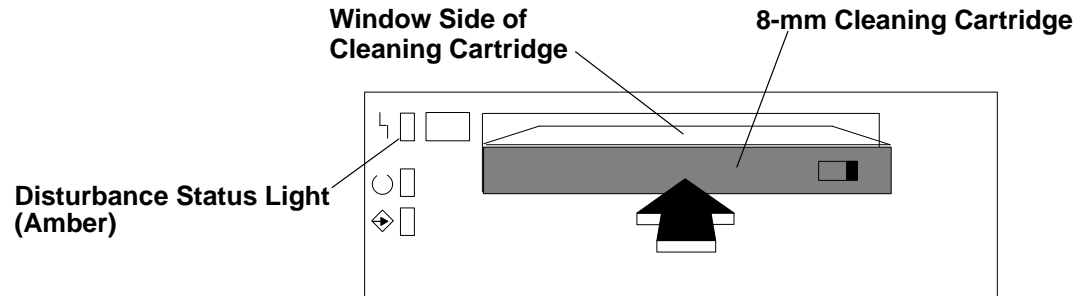 Window Side of
Cleaning Cartridge
8-mm Cleaning Cartridge
Disturbance Status Light
(Amber)